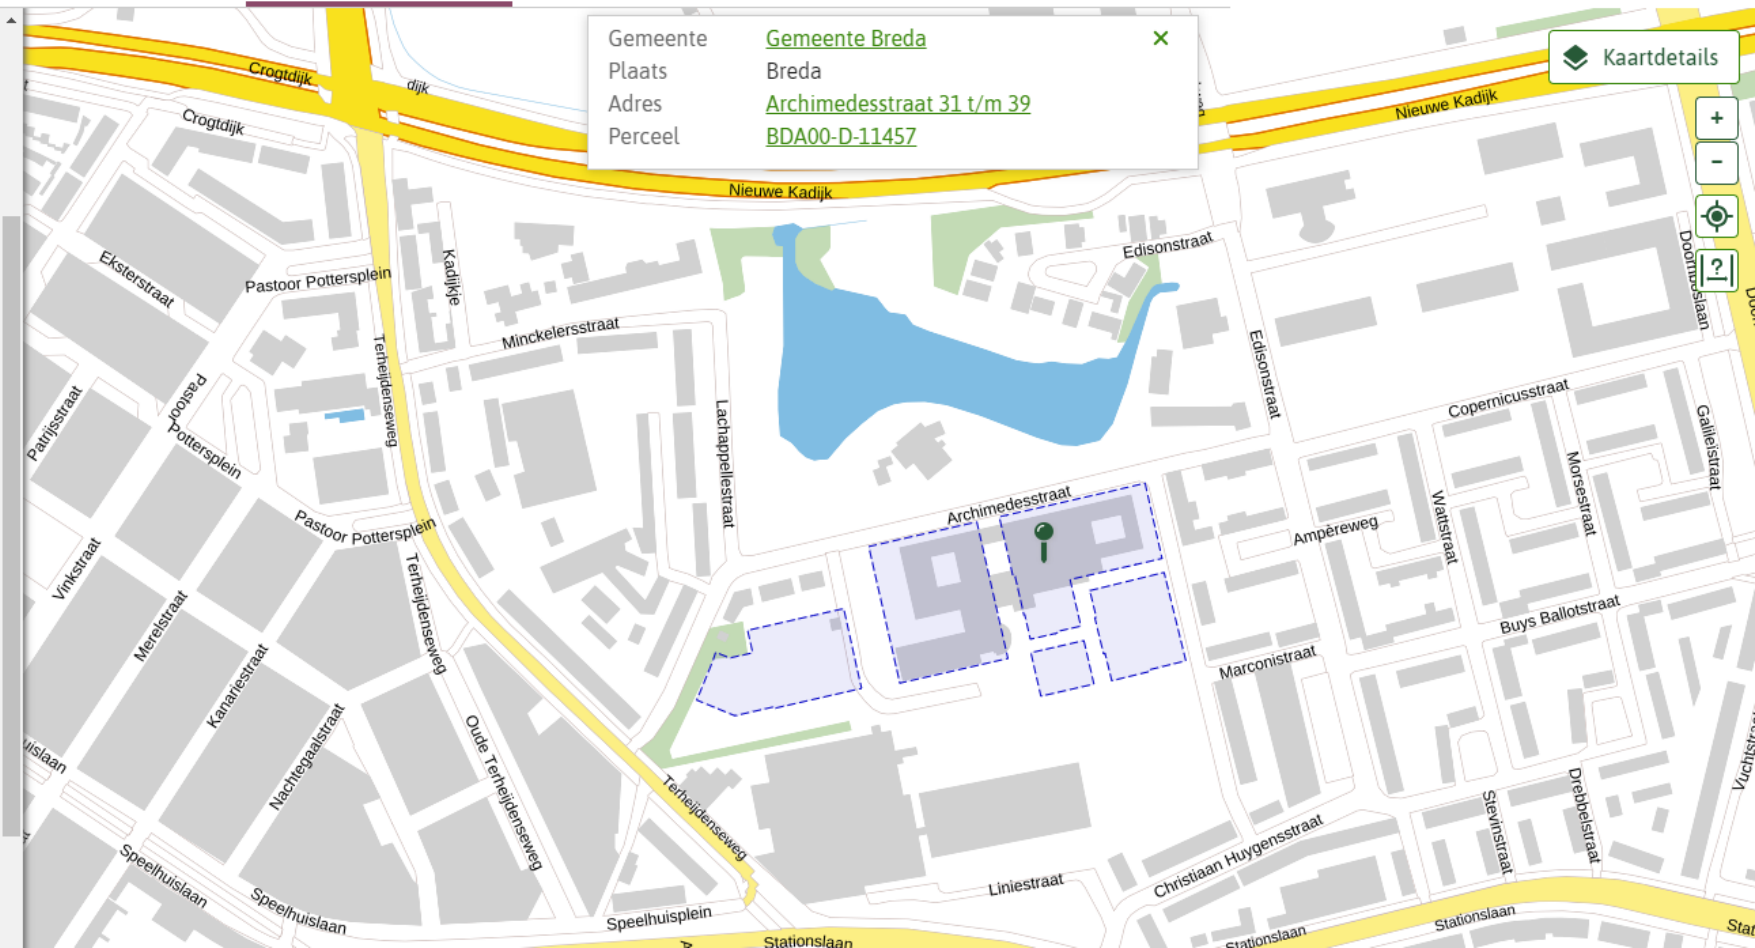 Gemeente Gemeente Breda
Plaats Breda
Adres Archimedesstraat 31 t/m 39
Perceel BDA00-D-11457
Kaartdetails
+
-
?
Crogtdijk
dijk
Crogtdijk
Nieuwe Kadijk
Nieuwe Kadijk
Edisonstraat
Eksterstraat
Pastoor Pottersplein
Kadijkje
Minckelersstraat
Terheijdenseweg
Edisonstraat
Copernicusstraat
Patrijsstraat
Pastoor
Pottersplein
Lachappellestraat
Galileïstraat
Morsestraat
Wattstraat
Archimedesstraat
Ampèreweg
Pastoor Pottersplein
Vinkstraat
Terheijdenseweg
Merelstraat
Buys Ballotstraat
Marconistraat
Kanariestraat
Nachtegaalstraat
Oude Terheijdenseweg
uislaan
Terheijdenseweg
Stevinstraat
Drebbelstraat
Christiaan Huygensstraat
Speelhuislaan
Speelhuislaan
Liniestraat
Speelhuisplein
Stationslaan
Stationslaan
Stationslaan
Stat